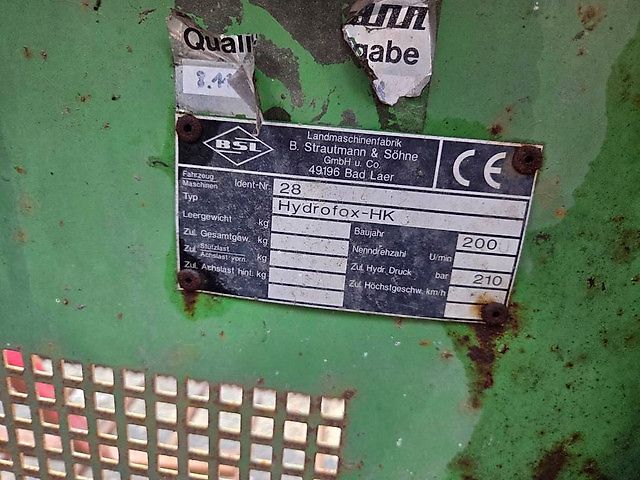 Quali
ann
gabe
BSL
Landmaschinenfabrik
B. Strautmann & Söhne
GmbH u. Co.
49196 Bad Laer
CE
Fahrzeug
Maschinen Ident-Nr. 28
Typ Hydrofox-HK
Leergewicht kg
Zul. Gesamtgew. kg
Zul. Stützlast
Achslast vorn. kg
Zul. Achslast hint. kg
Baujahr 200
Nenndrehzahl U/min
Zul. Hydr. Druck bar 210
Zul. Höchstgeschw. km/h